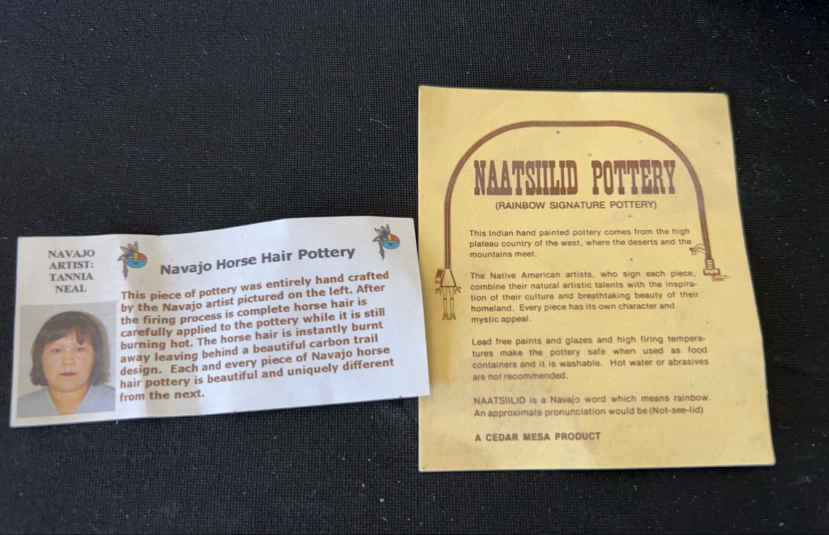 NAVAJO
ARTIST:
TANNIA
NEAL
Navajo Horse Hair Pottery
This piece of pottery was entirely hand crafted
by the Navajo artist pictured on the left. After
the firing process is complete horse hair is
carefully applied to the pottery while it is still
burning hot. The horse hair is instantly burnt
away leaving behind a beautiful carbon trail
design. Each and every piece of Navajo horse
hair pottery is beautiful and uniquely different
from the next.
NAATSIILID POTTERY
(RAINBOW SIGNATURE POTTERY)
This Indian hand painted pottery comes from the high
plateau country of the west, where the deserts and the
mountains meet.
The Native American artists, who sign each piece,
combine their natural artistic talents with the inspira-
tion of their culture and breathtaking beauty of their
homeland. Every piece has its own character and
mystic appeal.
Lead free paints and glazes and high firing tempera-
tures make the pottery safe when used as food
containers and it is washable. Hot water or abrasives
are not recommended.
NAATSIILID is a Navajo word which means rainbow.
An approximate pronunciation would be (Not-see-lid)
A CEDAR MESA PRODUCT